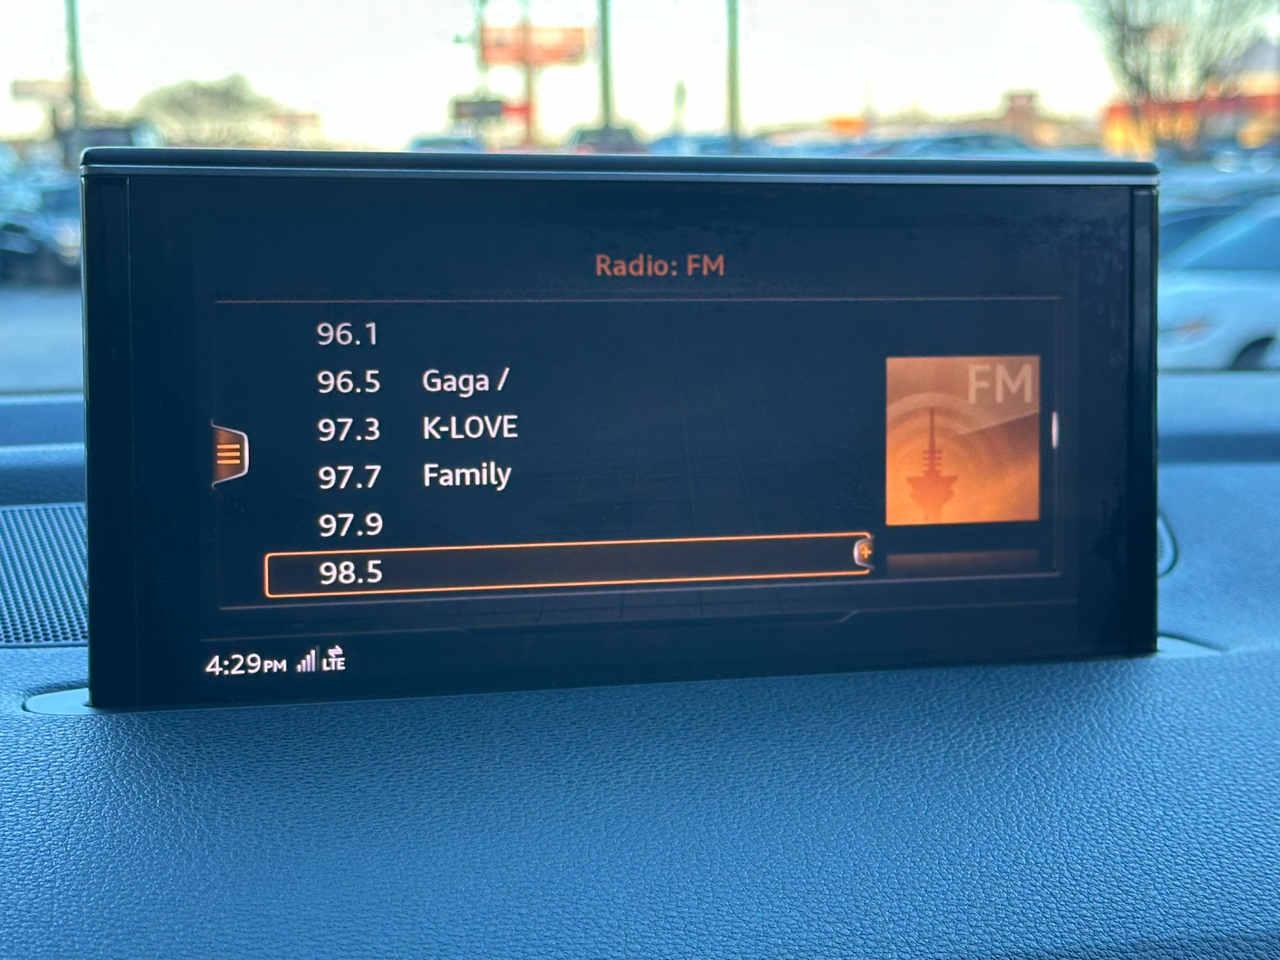 Radio: FM
96.1
96.5 Gaga /
97.3 K-LOVE
97.7 Family
97.9
98.5
FM
4:29PM LTE